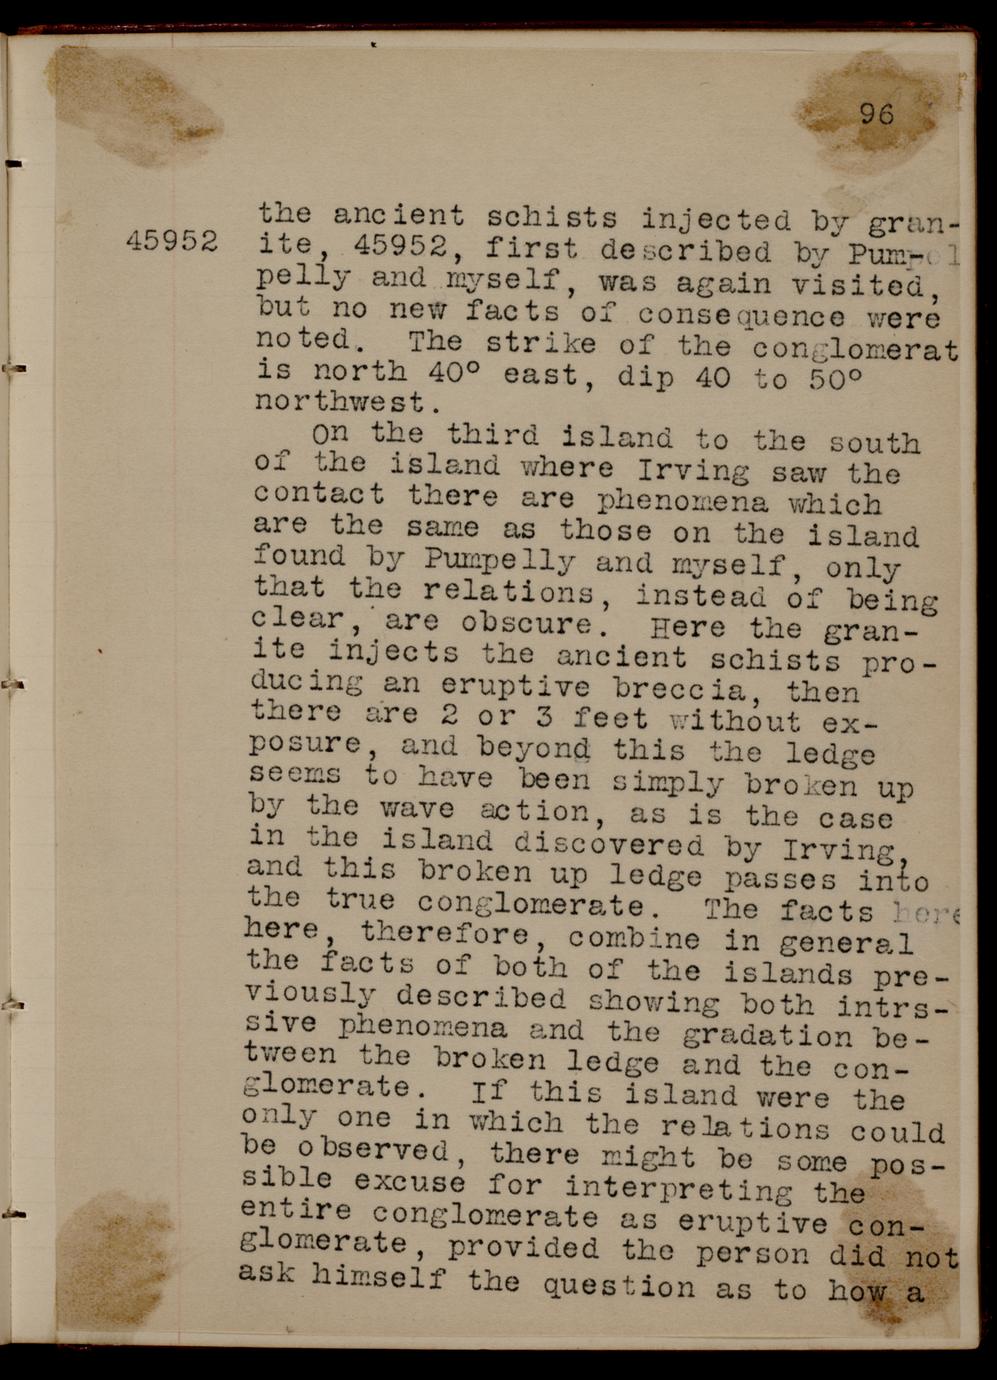 96
the ancient schists injected by gran-
45952 ite, 45952, first described by Pum-
pelly and myself, was again visited,
but no new facts of consequence were
noted. The strike of the conglomerat
is north 40° east, dip 40 to 50°
northwest.
On the third island to the south
of the island where Irving saw the
contact there are phenomena which
are the same as those on the island
found by Pumpelly and myself, only
that the relations, instead of being
clear, are obscure. Here the gran-
ite injects the ancient schists pro-
ducing an eruptive breccia, then
there are 2 or 3 feet without ex-
posure, and beyond this the ledge
seems to have been simply broken up
by the wave action, as is the case
in the island discovered by Irving,
and this broken up ledge passes into
the true conglomerate. The facts here
here, therefore, combine in general
the facts of both of the islands pre-
viously described showing both intrs-
sive phenomena and the gradation be-
tween the broken ledge and the con-
glomerate. If this island were the
only one in which the relations could
be observed, there might be some pos-
sible excuse for interpreting the
entire conglomerate as eruptive con-
glomerate, provided the person did not
ask himself the question as to how a